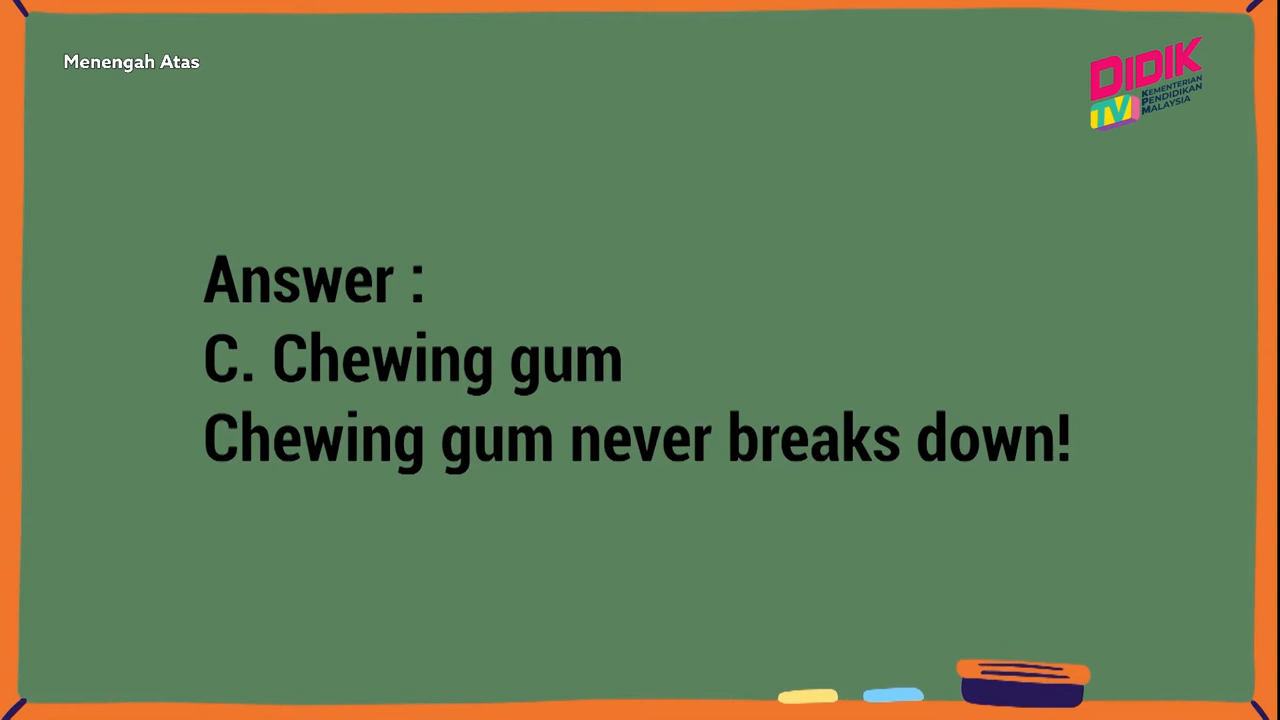 Menengah Atas
DIDIK
TV
KEMENTERIAN
PENDIDIKAN
MALAYSIA
Answer :
C. Chewing gum
Chewing gum never breaks down!